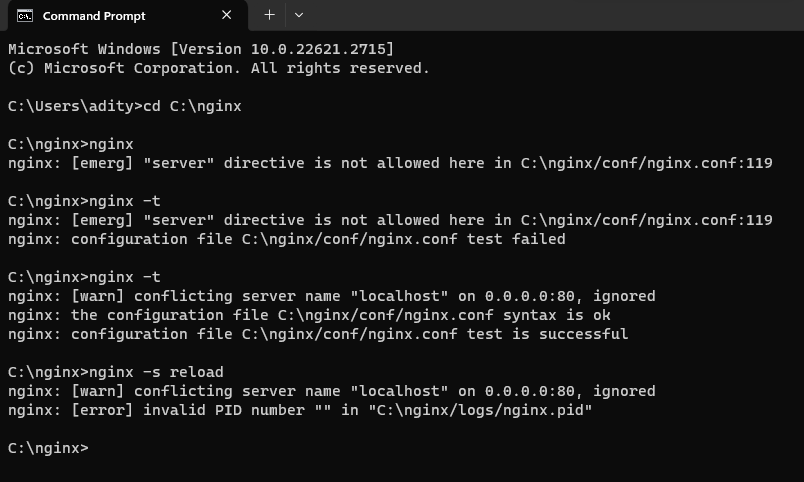 Command Prompt
Microsoft Windows [Version 10.0.22621.2715]
(c) Microsoft Corporation. All rights reserved.
C:\Users\adity>cd C:\nginx
C:\nginx>nginx
nginx: [emerg] "server" directive is not allowed here in C:\nginx/conf/nginx.conf:119
C:\nginx>nginx -t
nginx: [emerg] "server" directive is not allowed here in C:\nginx/conf/nginx.conf:119
nginx: configuration file C:\nginx/conf/nginx.conf test failed
C:\nginx>nginx -t
nginx: [warn] conflicting server name "localhost" on 0.0.0.0:80, ignored
nginx: the configuration file C:\nginx/conf/nginx.conf syntax is ok
nginx: configuration file C:\nginx/conf/nginx.conf test is successful
C:\nginx>nginx -s reload
nginx: [warn] conflicting server name "localhost" on 0.0.0.0:80, ignored
nginx: [error] invalid PID number "" in "C:\nginx/logs/nginx.pid"
C:\nginx>